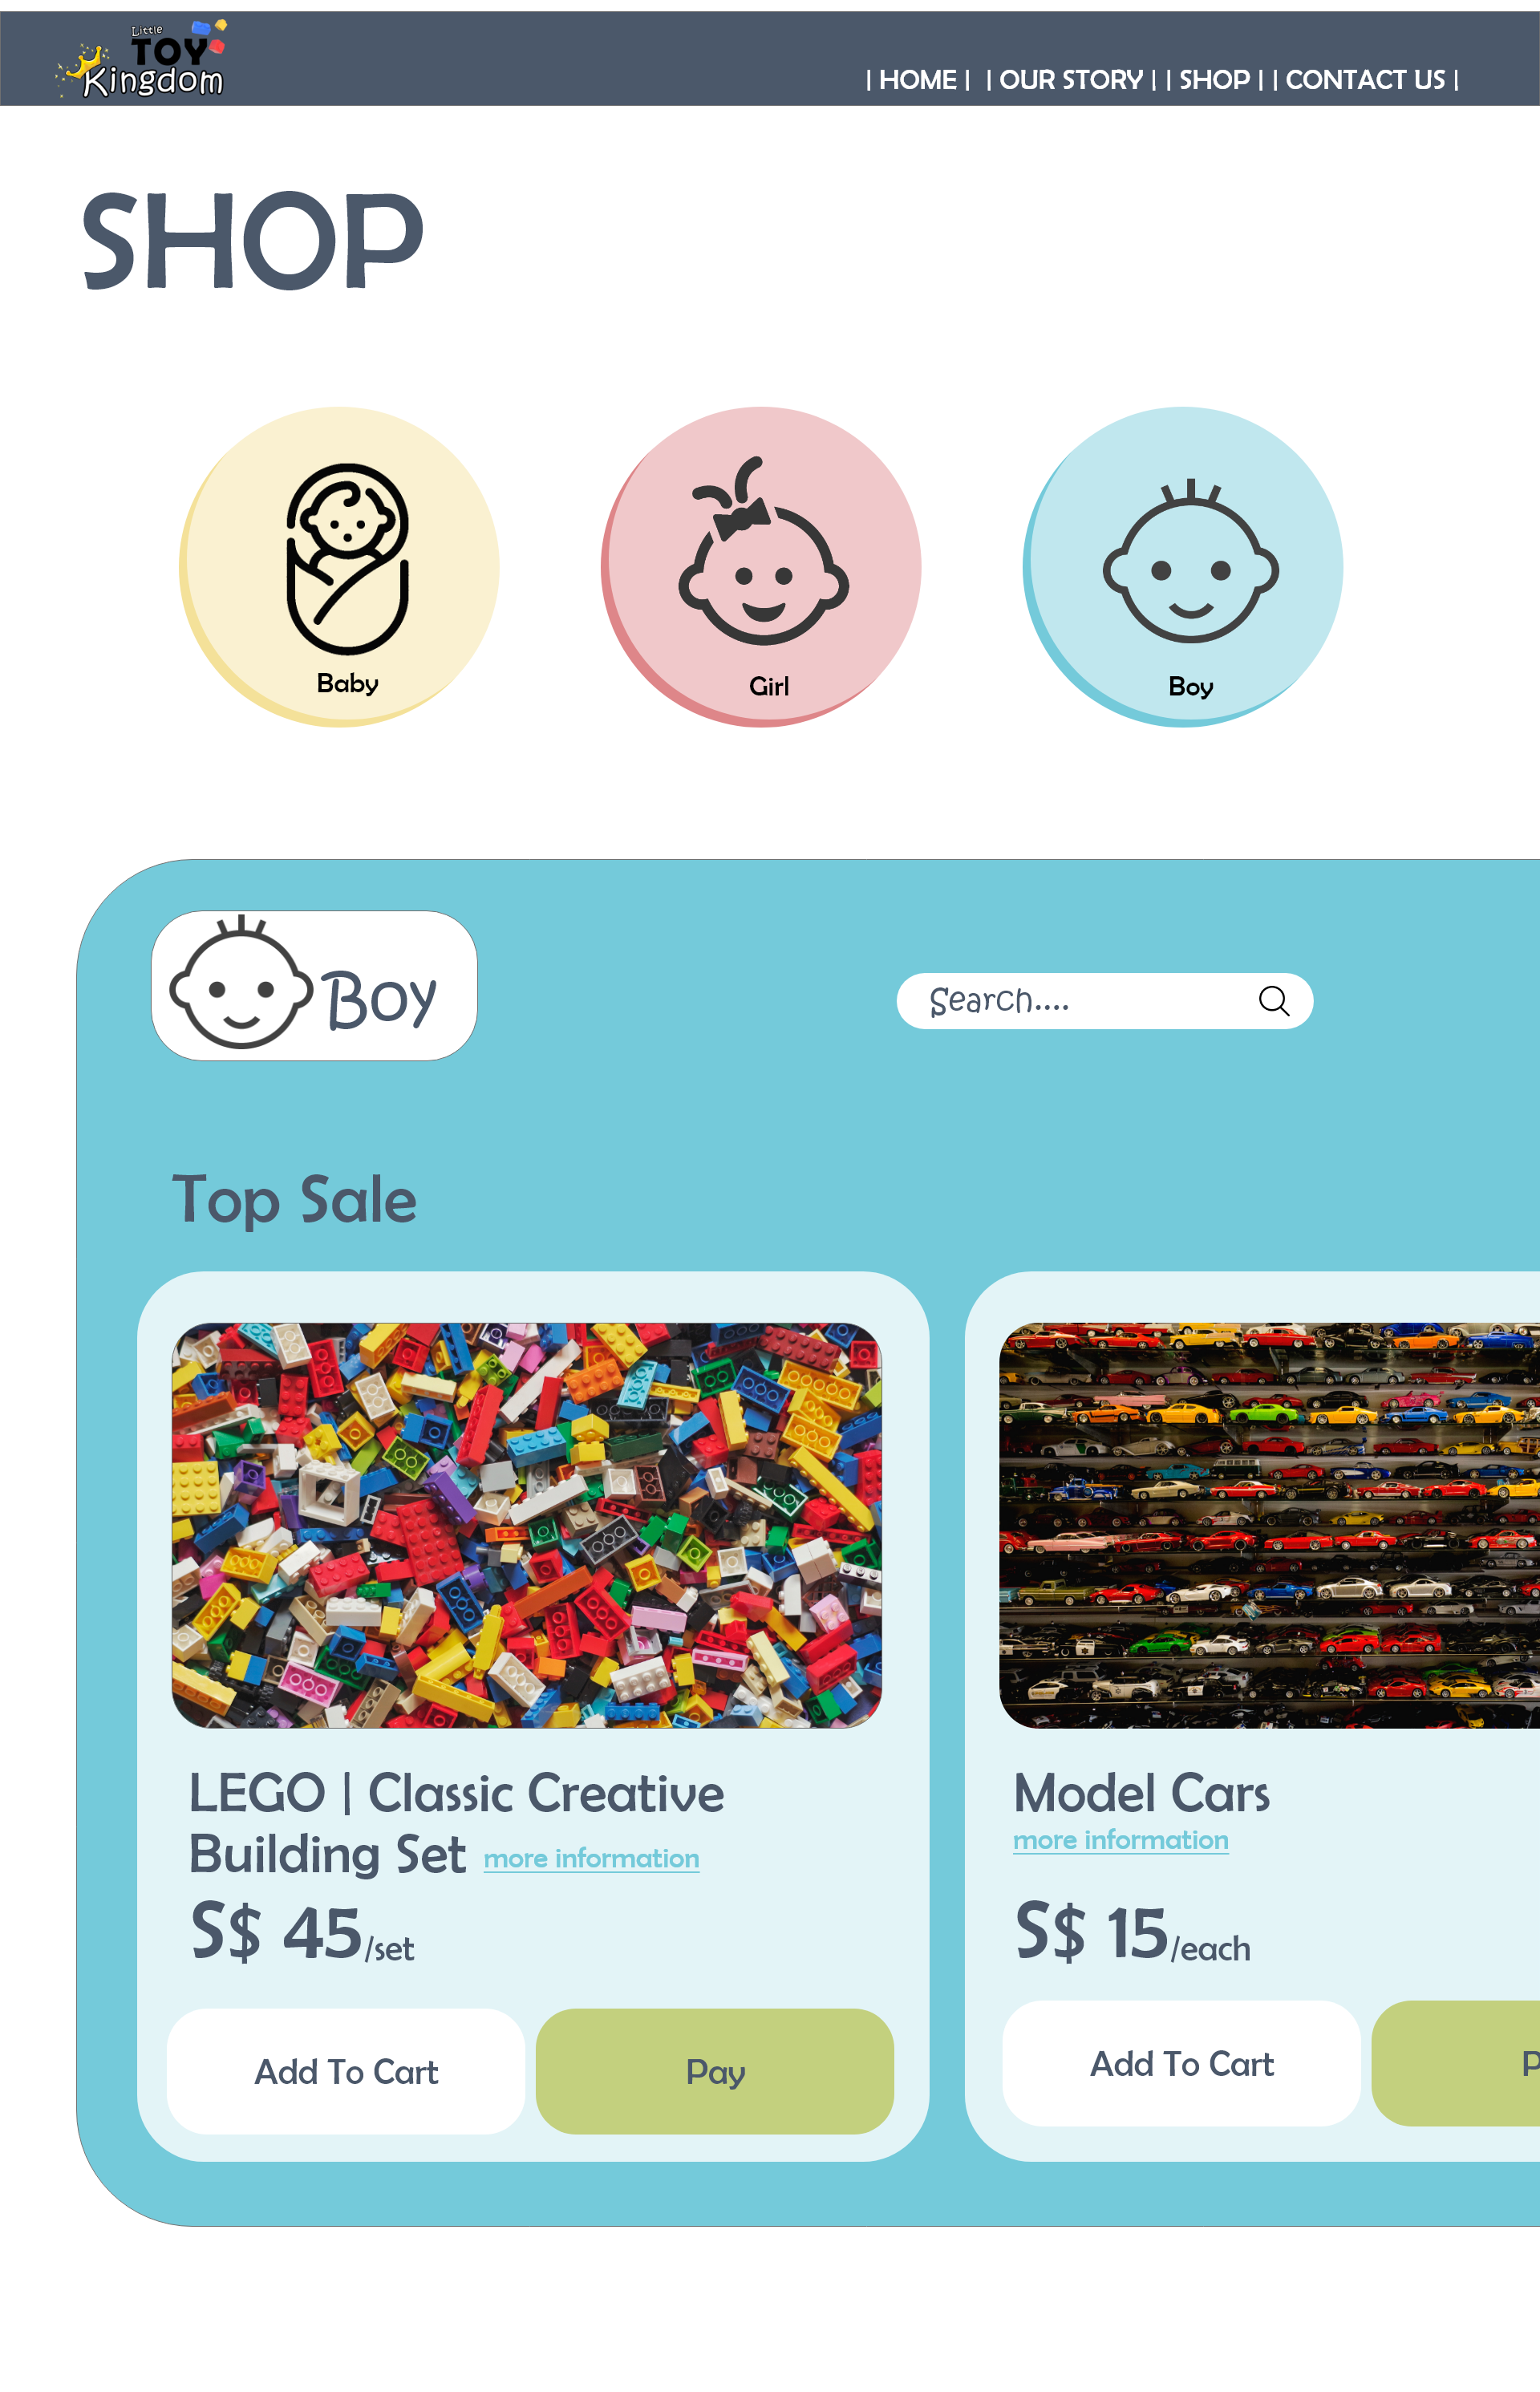 Little
TOY
Kingdom
| HOME | | OUR STORY | | SHOP | | CONTACT US |
SHOP
Baby
Girl
Boy
Boy
Search....
Top Sale
LEGO | Classic Creative
Building Set more information
S$ 45/set
Add To Cart
Pay
Model Cars
more information
S$ 15/each
Add To Cart